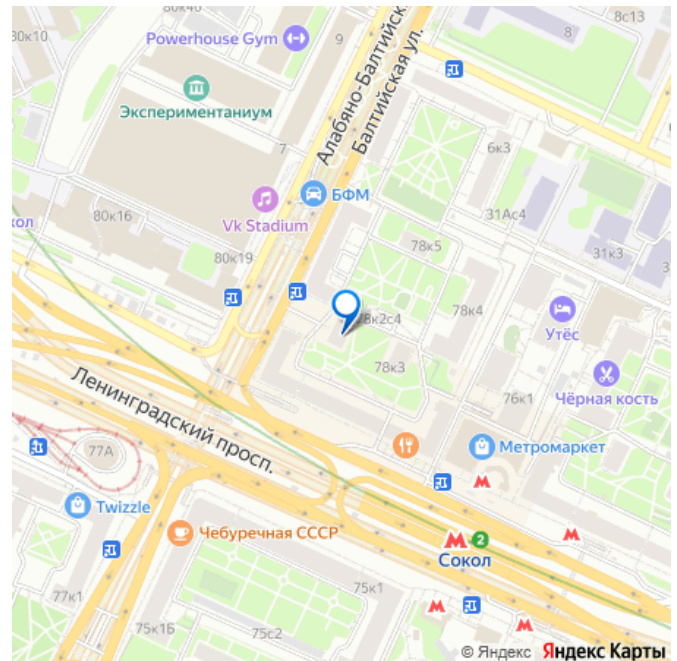 80к40
30к10
Powerhouse Gym
9
8
8с13
Экспериментаниум
7
Алабяно-Балтийск
Балтийская ул.
6к3
БФМ
Vk Stadium
кол
80к16
80к19
31Ас4
31к3
78к5
78к2с4
78к4
78к3
Утёс
76к1
Чёрная кость
Ленинградский просп.
Метромаркет
77А
Twizzle
Чебуречная СССР
2
Сокол
77к1
75к1
75к1Б
75с2
© Яндекс Яндекс Карты